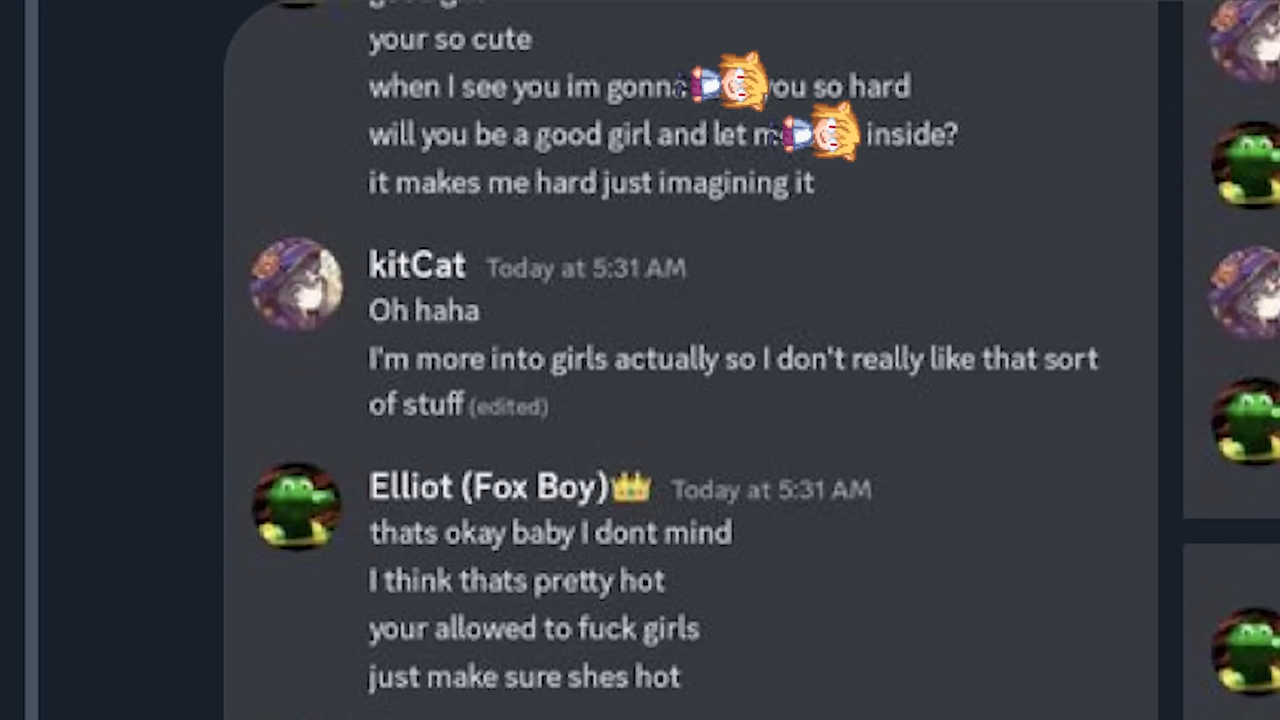 your so cute
when I see you im gonna you so hard
will you be a good girl and let me inside?
it makes me hard just imagining it
kitCat Today at 5:31 AM
Oh haha
I'm more into girls actually so I don't really like that sort
of stuff (edited)
Elliot (Fox Boy)👑 Today at 5:31 AM
thats okay baby I dont mind
I think thats pretty hot
your allowed to fuck girls
just make sure shes hot